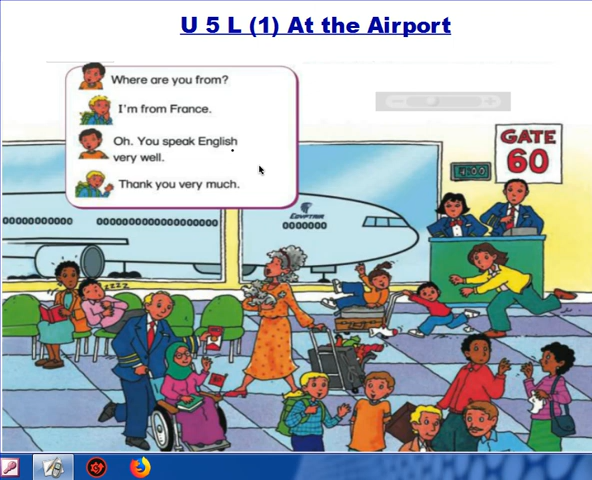 U 5 L (1) At the Airport
Where are you from?
I'm from France.
Oh. You speak English
very well.
Thank you very much.
GATE
60
EGYPTAIR
zzzz